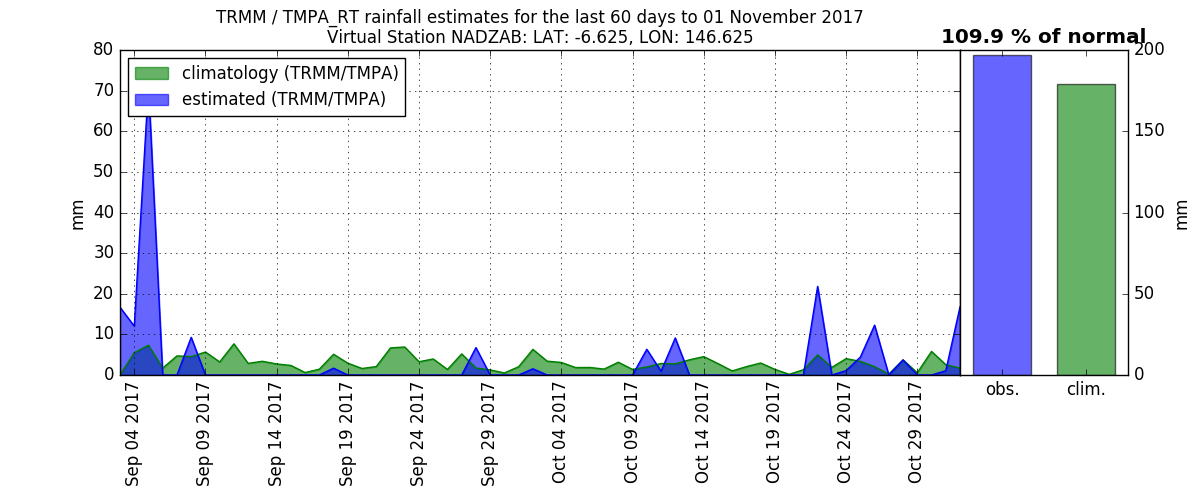 TRMM / TMPA_RT rainfall estimates for the last 60 days to 01 November 2017
Virtual Station NADZAB: LAT: -6.625, LON: 146.625
109.9 % of normal
climatology (TRMM/TMPA)
estimated (TRMM/TMPA)
80
70
60
50
40
30
20
10
0
mm
200
150
100
50
0
mm
Sep 04 2017
Sep 09 2017
Sep 14 2017
Sep 19 2017
Sep 24 2017
Sep 29 2017
Oct 04 2017
Oct 09 2017
Oct 14 2017
Oct 19 2017
Oct 24 2017
Oct 29 2017
obs.
clim.